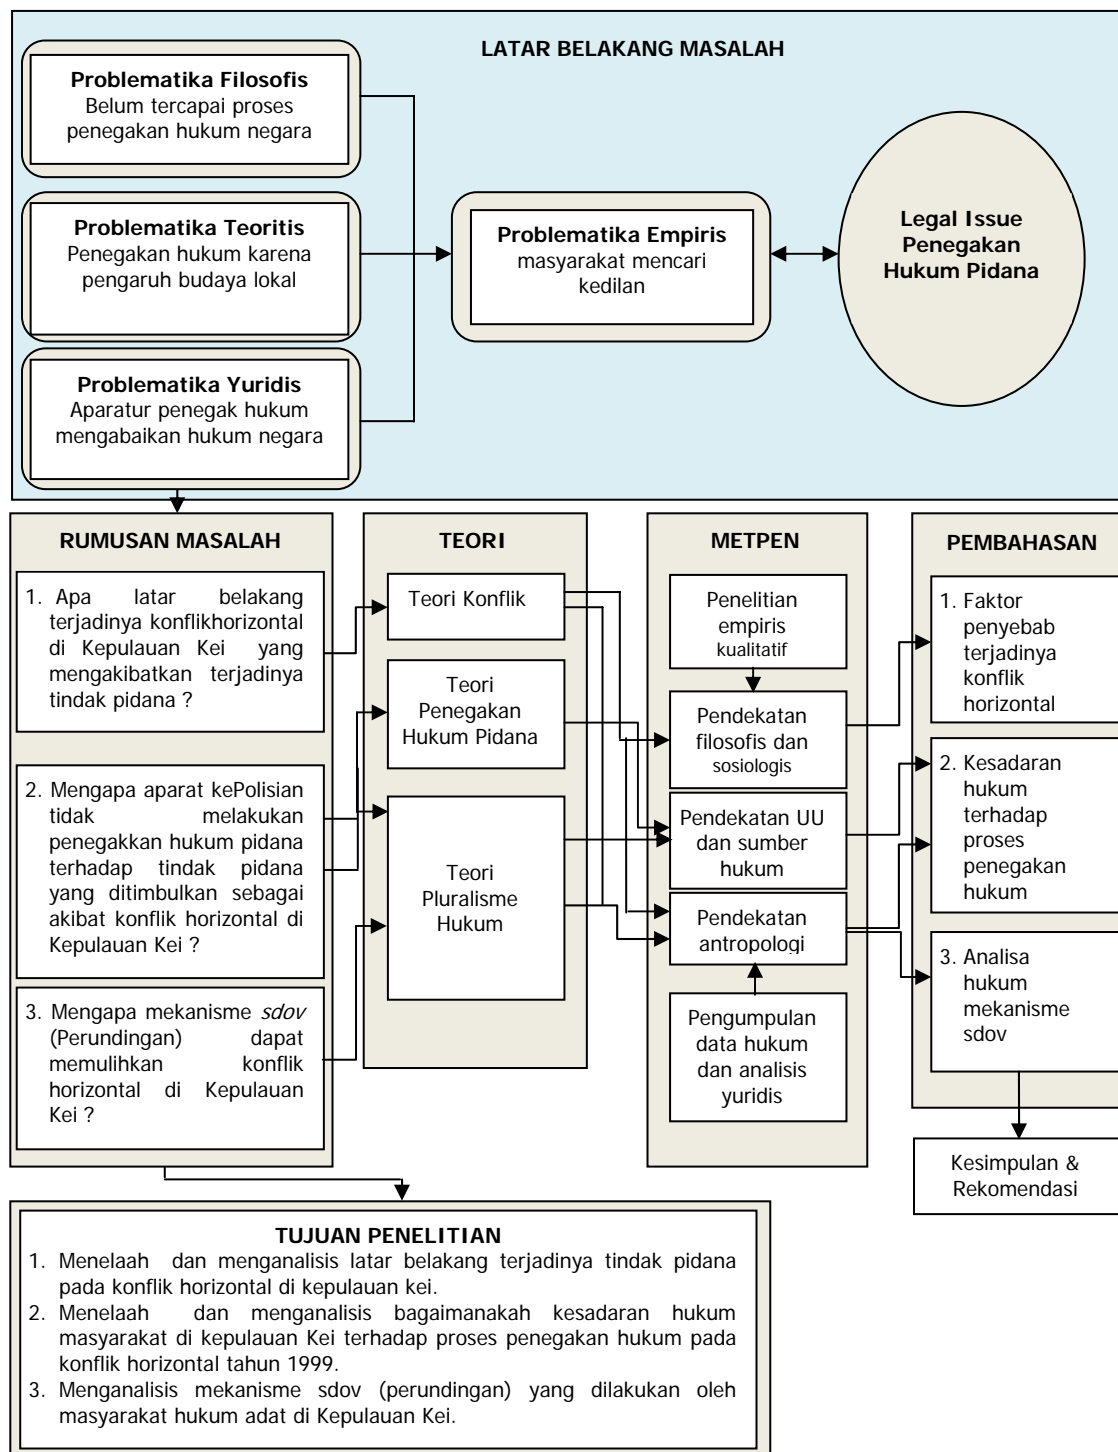 LATAR BELAKANG MASALAH
Problematika Filosofis
Belum tercapai proses
penegakan hukum negara
Problematika Teoritis
Penegakan hukum karena
pengaruh budaya lokal
Problematika Yuridis
Aparatur penegak hukum
mengabaikan hukum negara
Problematika Empiris
masyarakat mencari
kedilan
Legal Issue
Penegakan
Hukum Pidana
RUMUSAN MASALAH
1. Apa latar belakang
terjadinya konflikhorizontal
di Kepulauan Kei yang
mengakibatkan terjadinya
tindak pidana ?
2. Mengapa aparat kePolisian
tidak melakukan
penegakkan hukum pidana
terhadap tindak pidana
yang ditimbulkan sebagai
akibat konflik horizontal di
Kepulauan Kei ?
3. Mengapa mekanisme sdov
(Perundingan) dapat
memulihkan konflik
horizontal di Kepulauan
Kei ?
TEORI
Teori Konflik
Teori
Penegakan
Hukum Pidana
Teori
Pluralisme
Hukum
METPEN
Penelitian
empiris
kualitatif
Pendekatan
filosofis dan
sosiologis
Pendekatan UU
dan sumber
hukum
Pendekatan
antropologi
Pengumpulan
data hukum
dan analisis
yuridis
PEMBAHASAN
1. Faktor
penyebab
terjadinya
konflik
horizontal
2. Kesadaran
hukum
terhadap
proses
penegakan
hukum
3. Analisa
hukum
mekanisme
sdov
Kesimpulan &
Rekomendasi
TUJUAN PENELITIAN
1. Menelaah dan menganalisis latar belakang terjadinya tindak pidana
pada konflik horizontal di kepulauan kei.
2. Menelaah dan menganalisis bagaimanakah kesadaran hukum
masyarakat di kepulauan Kei terhadap proses penegakan hukum pada
konflik horizontal tahun 1999.
3. Menganalisis mekanisme sdov (perundingan) yang dilakukan oleh
masyarakat hukum adat di Kepulauan Kei.